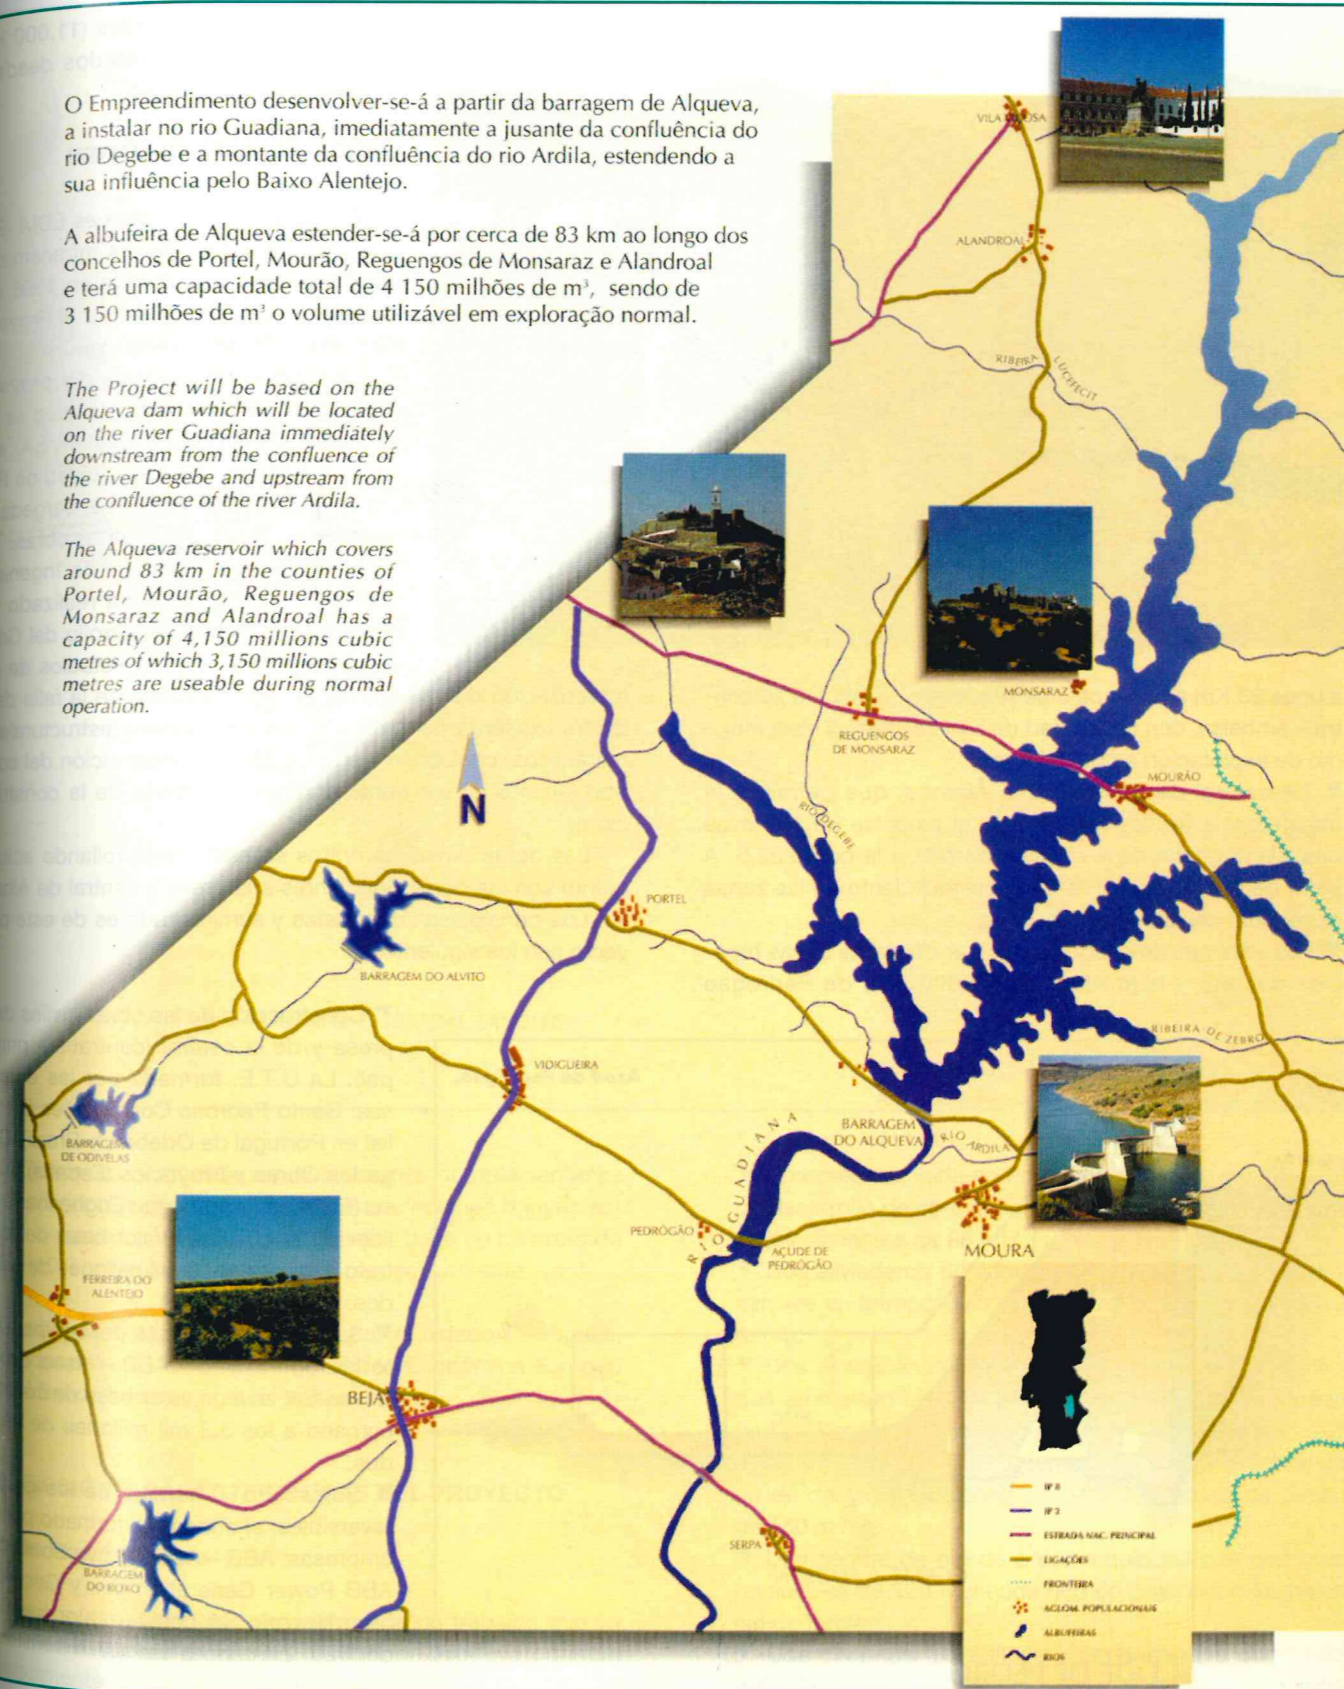 O Empreendimento desenvolver-se-á a partir da barragem de Alqueva,
a instalar no rio Guadiana, imediatamente a jusante da confluência do
rio Degebe e a montante da confluência do rio Ardila, estendendo a
sua influência pelo Baixo Alentejo.
A albufeira de Alqueva estender-se-á por cerca de 83 km ao longo dos
concelhos de Portel, Mourão, Reguengos de Monsaraz e Alandroal
e terá uma capacidade total de 4 150 milhões de m³, sendo de
3 150 milhões de m³ o volume utilizável em exploração normal.
The Project will be based on the
Alqueva dam which will be located
on the river Guadiana immediately
downstream from the confluence of
the river Degebe and upstream from
the confluence of the river Ardila.
The Alqueva reservoir which covers
around 83 km in the counties of
Portel, Mourão, Reguengos de
Monsaraz and Alandroal has a
capacity of 4,150 millions cubic
metres of which 3,150 millions cubic
metres are useable during normal
operation.
VILA
ALANDROAL
RIBEIRA LUCEFECIT
MONSARAZ
REGUENGOS
DE MONSARAZ
MOURÃO
N
RIO DEGEBE
PORTEL
BARRAGEM DO ALVITO
RIBEIRA DE ZEBRO
VIDIGUEIRA
BARRAGEM
DO ALQUEVA
RIO ARDILA
BARRAGEM
DE ODIVELAS
RIO GUADIANA
PEDRÓGÃO
AÇUDE DE
PEDRÓGÃO
MOURA
FERREIRA DO
ALENTEJO
BEJA
SERPA
BARRAGEM
DO ROXO
IP 8
IP 2
ESTRADA NAC. PRINCIPAL
LIGAÇÕES
FRONTEIRA
AGLOM. POPULACIONAIS
ALBUFEIRAS
RIOS